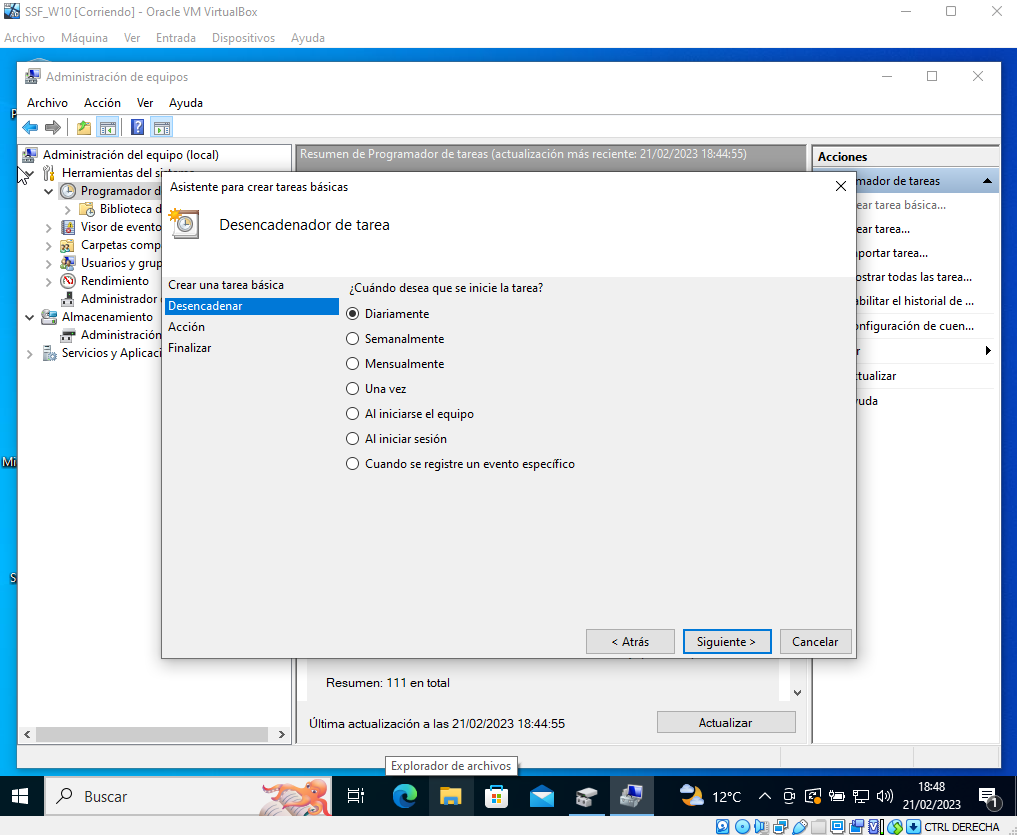 SSF_W10 [Corriendo] - Oracle VM VirtualBox
Archivo Máquina Ver Entrada Dispositivos Ayuda
Administración de equipos
Archivo Acción Ver Ayuda
Administración del equipo (local)
Herramientas del
Programador d
Biblioteca d
Visor de evento
Carpetas comp
Usuarios y grup
Rendimiento
Administrador
Almacenamiento
Administración
Servicios y Aplicaci
Resumen de Programador de tareas (actualización más reciente: 21/02/2023 18:44:55)
Acciones
mador de tareas
ear tarea básica...
ear tarea...
portar tarea...
ostrar todas las tarea...
abilitar el historial de ...
onfiguración de cuen...
r
ctualizar
yuda
Asistente para crear tareas básicas
Desencadenador de tarea
Crear una tarea básica
Desencadenar
Acción
Finalizar
¿Cuándo desea que se inicie la tarea?
Diariamente
Semanalmente
Mensualmente
Una vez
Al iniciarse el equipo
Al iniciar sesión
Cuando se registre un evento específico
< Atrás Siguiente > Cancelar
Resumen: 111 en total
Última actualización a las 21/02/2023 18:44:55
Actualizar
P
Mi
S
Explorador de archivos
Buscar
12°C
18:48
21/02/2023
1
CTRL DERECHA